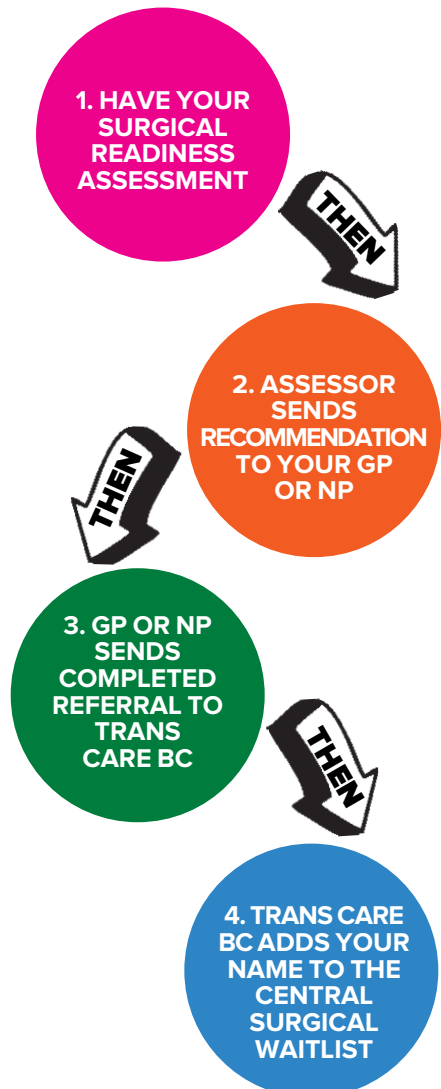 1. HAVE YOUR
SURGICAL
READINESS
ASSESSMENT
THEN
2. ASSESSOR
SENDS
RECOMMENDATION
TO YOUR GP
OR NP
THEN
3. GP OR NP
SENDS
COMPLETED
REFERRAL TO
TRANS
CARE BC
THEN
4. TRANS CARE
BC ADDS YOUR
NAME TO THE
CENTRAL
SURGICAL
WAITLIST